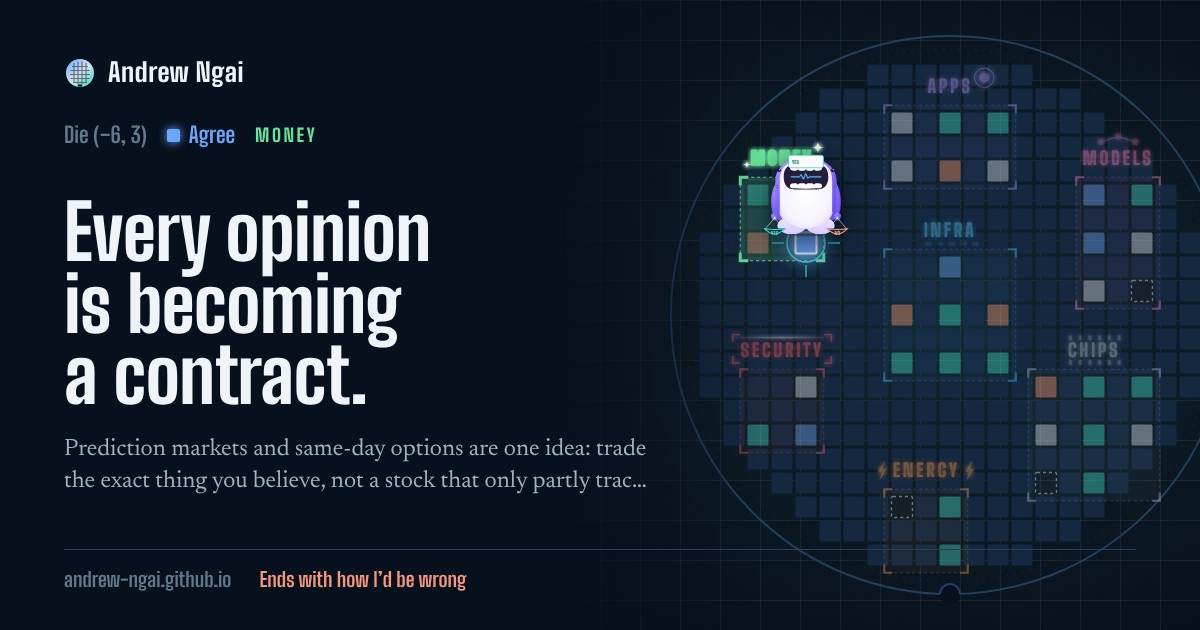 Andrew Ngai
Die (−6, 3) Agree MONEY
Every opinion
is becoming
a contract.
Prediction markets and same-day options are one idea: trade
the exact thing you believe, not a stock that only partly trac...
andrew-ngai.github.io Ends with how I'd be wrong
APPS
MONEY
YES
MODELS
INFRA
SECURITY
CHIPS
ENERGY